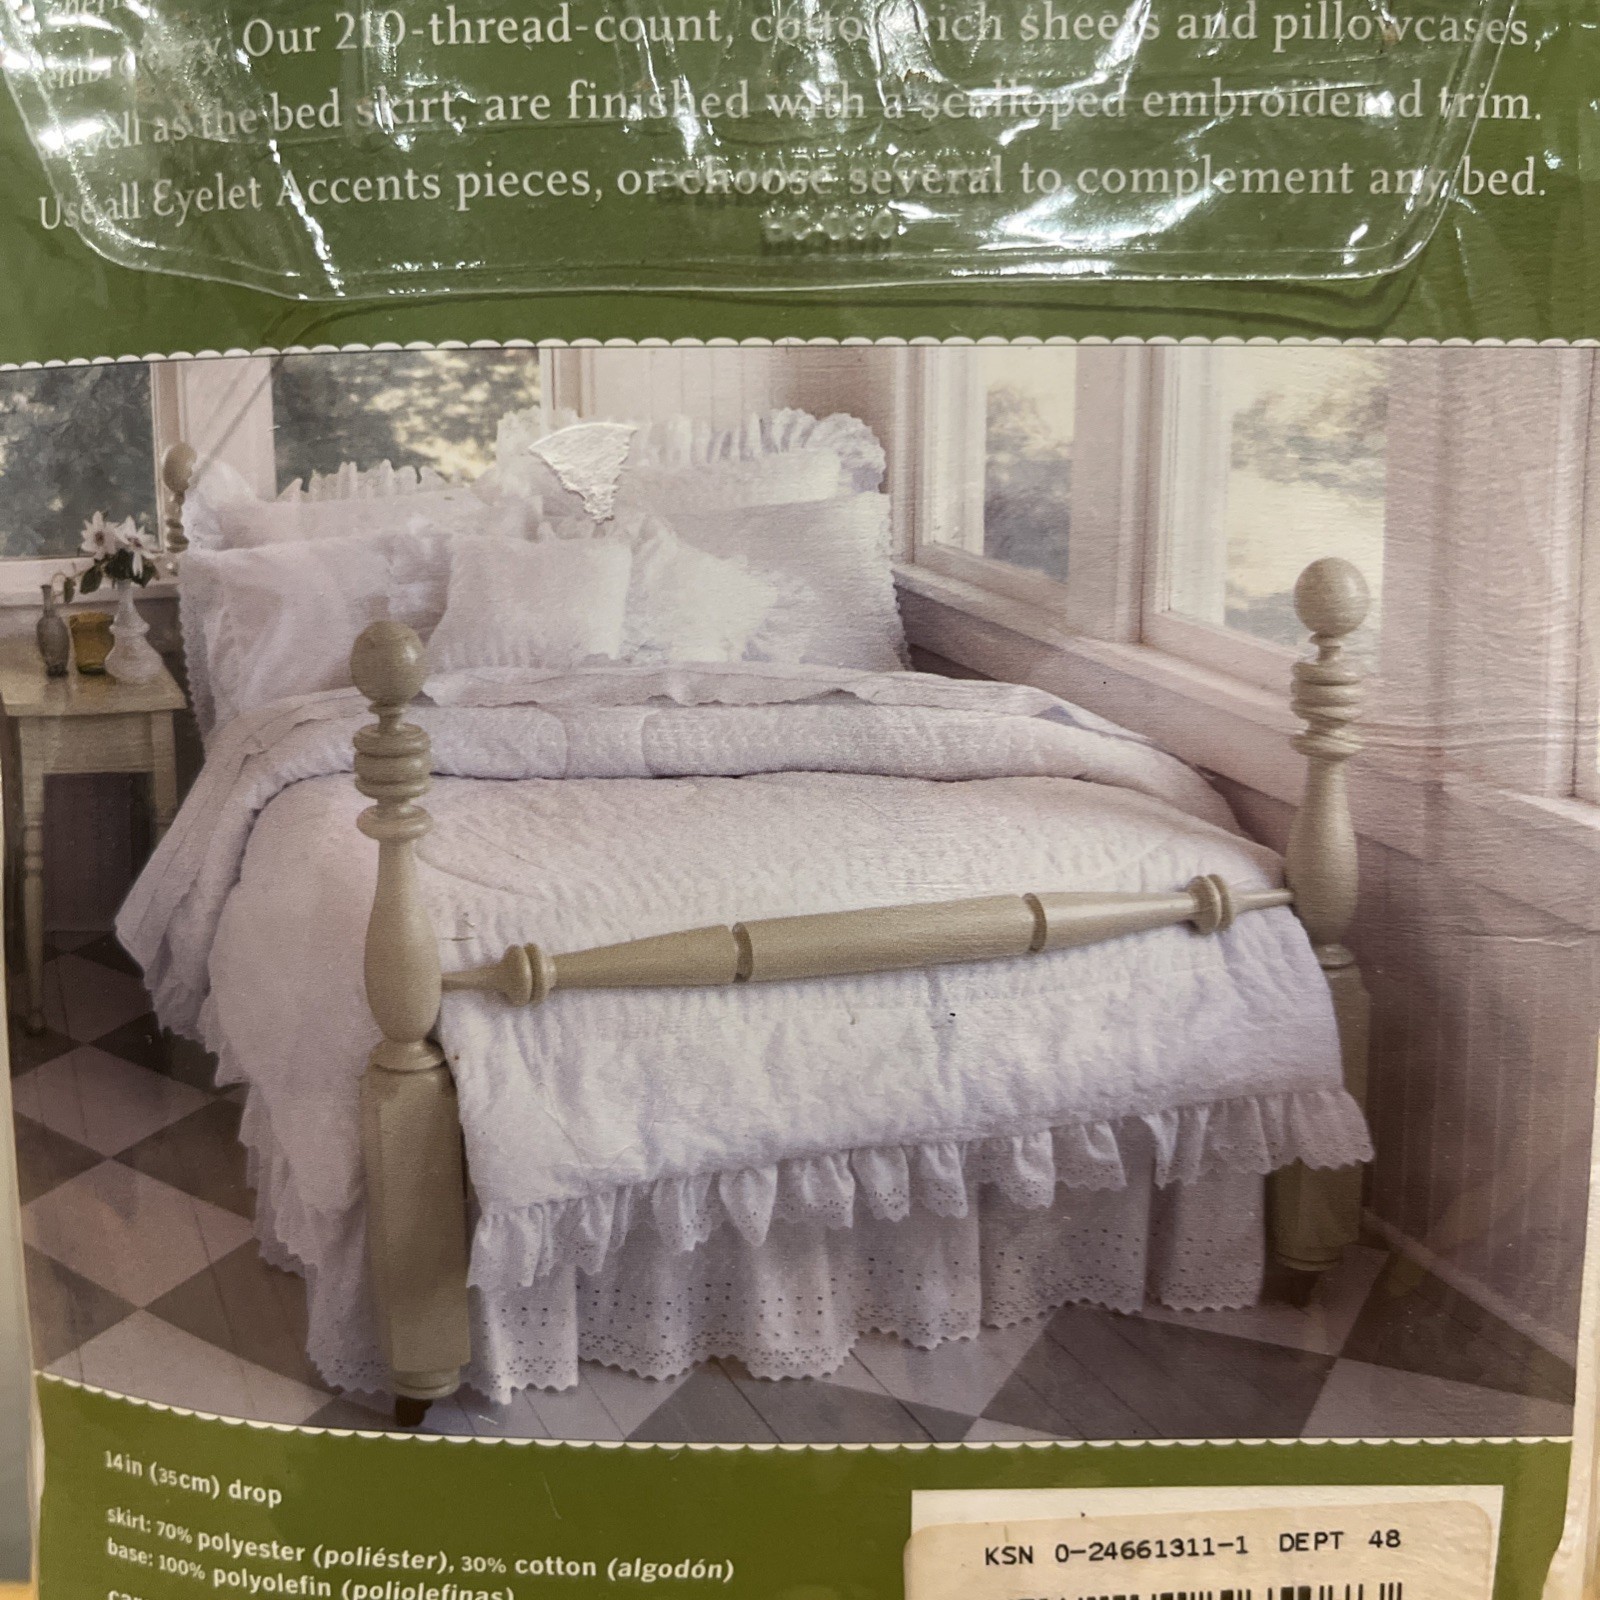 embroidery. Our 210-thread-count, cotton-rich sheets and pillowcases,
as well as the bed skirt, are finished with a scalloped embroidered trim.
Use all Eyelet Accents pieces, or choose several to complement any bed.
14in (35cm) drop
skirt: 70% polyester (poliéster), 30% cotton (algodón)
base: 100% polyolefin (poliolefinas)
KSN 0-24661311-1 DEPT 48